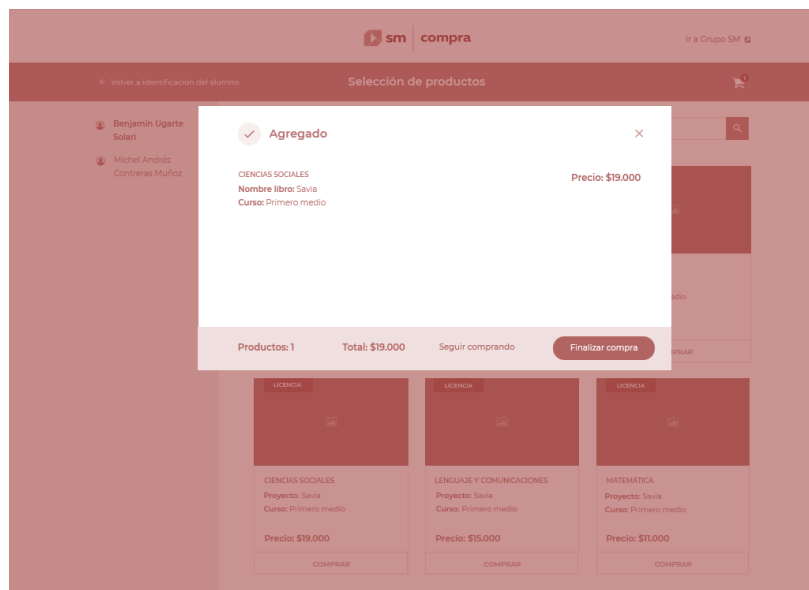 sm compra
Ir a Grupo SM
← Volver a identificación del alumno
Selección de productos
1
Benjamín Ugarte
Solari
Michel Andrés
Contreras Muñoz
Agregado
CIENCIAS SOCIALES
Precio: $19.000
Nombre libro: Savia
Curso: Primero medio
Productos: 1
Total: $19.000
Seguir comprando
Finalizar compra
LICENCIA
CIENCIAS SOCIALES
Proyecto: Savia
Curso: Primero medio
Precio: $19.000
COMPRAR
LICENCIA
LENGUAJE Y COMUNICACIONES
Proyecto: Savia
Curso: Primero medio
Precio: $15.000
COMPRAR
LICENCIA
MATEMÁTICA
Proyecto: Savia
Curso: Primero medio
Precio: $11.000
COMPRAR